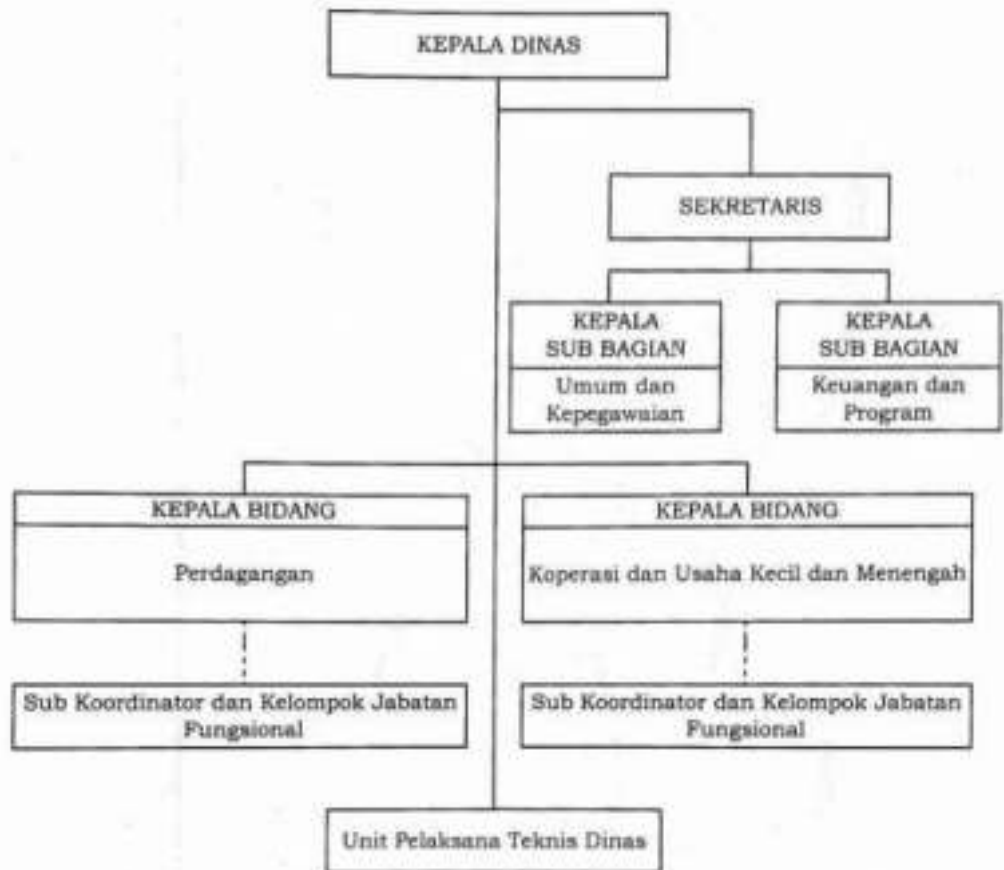 KEPALA DINAS
SEKRETARIS
KEPALA
SUB BAGIAN
Umum dan
Kepegawaian
KEPALA
SUB BAGIAN
Keuangan dan
Program
KEPALA BIDANG
Perdagangan
KEPALA BIDANG
Koperasi dan Usaha Kecil dan Menengah
Sub Koordinator dan Kelompok Jabatan
Fungsional
Sub Koordinator dan Kelompok Jabatan
Fungsional
Unit Pelaksana Teknis Dinas